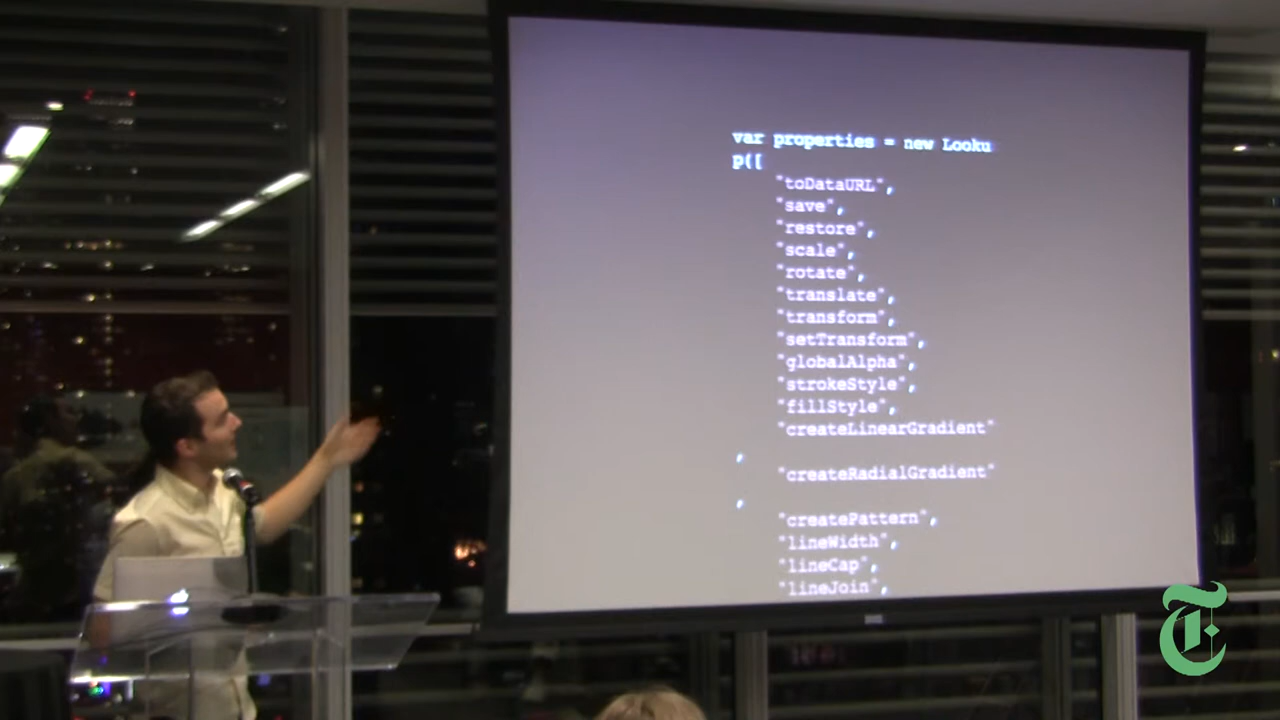 var properties = new Looku
p([
"toDataURL",
"save",
"restore",
"scale",
"rotate",
"translate",
"transform",
"setTransform",
"globalAlpha",
"strokeStyle",
"fillStyle",
"createLinearGradient"
,
"createRadialGradient"
,
"createPattern",
"lineWidth",
"lineCap",
"lineJoin",
T